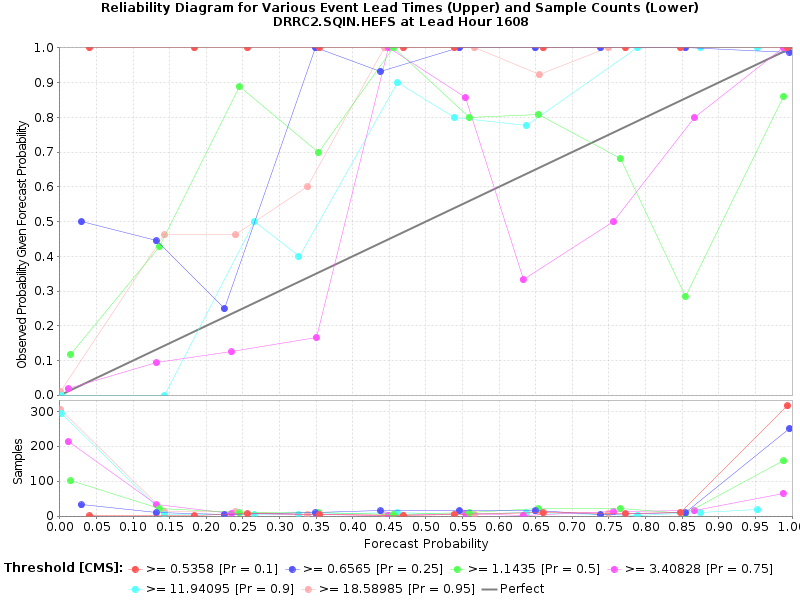 Reliability Diagram for Various Event Lead Times (Upper) and Sample Counts (Lower)
DRRC2.SQIN.HEFS at Lead Hour 1608
Observed Probability Given Forecast Probability
1.0
0.9
0.8
0.7
0.6
0.5
0.4
0.3
0.2
0.1
0.0
Samples
300
200
100
0
0.00 0.05 0.10 0.15 0.20 0.25 0.30 0.35 0.40 0.45 0.50 0.55 0.60 0.65 0.70 0.75 0.80 0.85 0.90 0.95 1.0
Forecast Probability
Threshold [CMS]: >= 0.5358 [Pr = 0.1] >= 0.6565 [Pr = 0.25] >= 1.1435 [Pr = 0.5] >= 3.40828 [Pr = 0.75]
>= 11.94095 [Pr = 0.9] >= 18.58985 [Pr = 0.95] Perfect